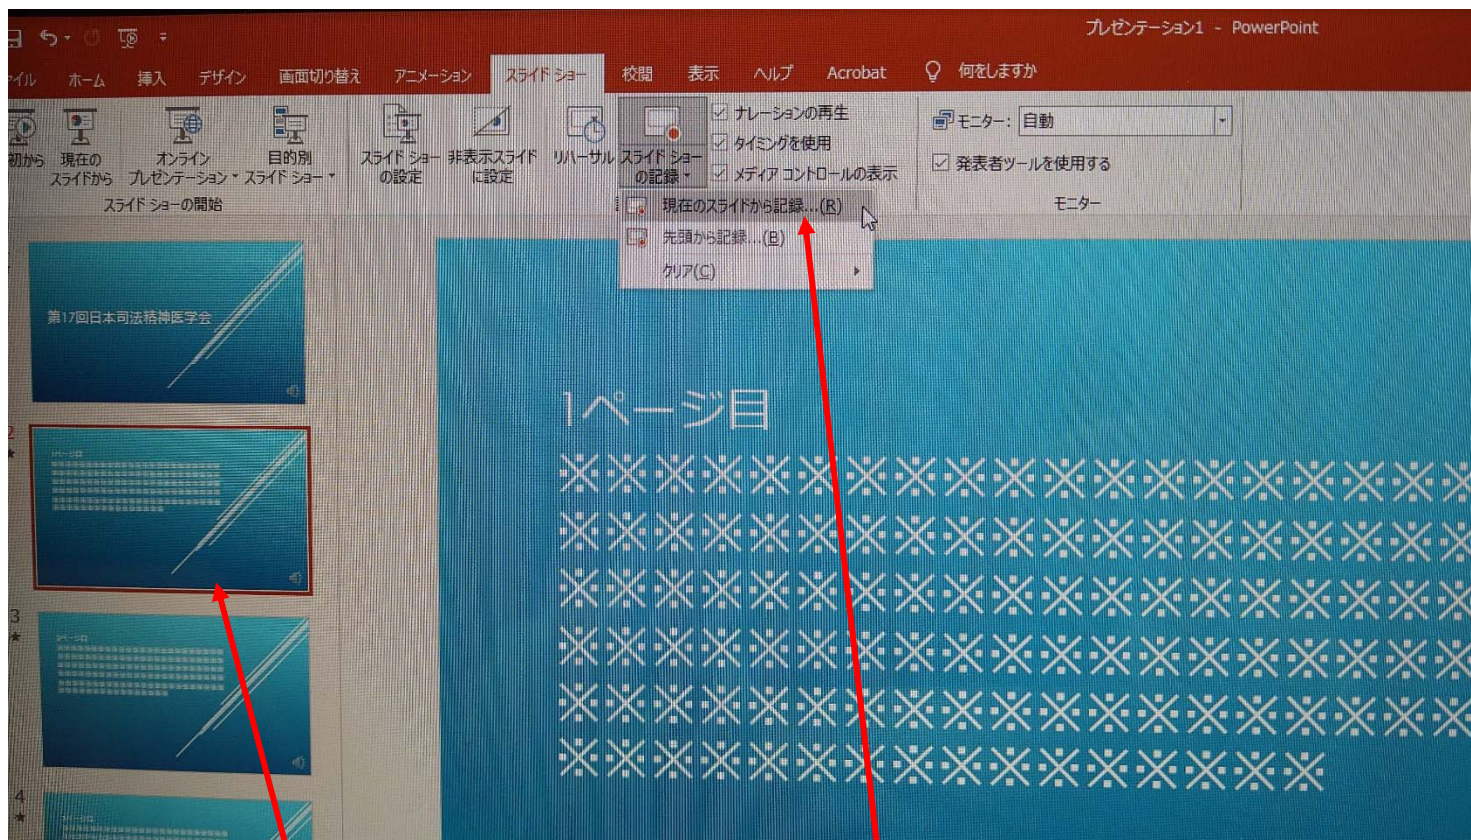 プレゼンテーション1 - PowerPoint
ホーム 挿入 デザイン 画面切り替え アニメーション スライド ショー 校閲 表示 ヘルプ Acrobat 何をしますか
現在の
スライドから
オンライン
プレゼンテーション
目的別
スライド ショー
スライド ショー
の設定
非表示スライド
に設定
リハーサル
スライド ショー
の記録
ナレーションの再生
タイミングを使用
メディア コントロールの表示
モニター: 自動
発表者ツールを使用する
スライド ショーの開始
モニター
現在のスライドから記録...(R)
先頭から記録...(B)
クリア(C)
第17回日本司法精神医学会
2
3
4
1ページ目
※※※※※※※※※※※※※※※※※※※
※※※※※※※※※※※※※※※※※※※
※※※※※※※※※※※※※※※※※※※
※※※※※※※※※※※※※※※※※※※
※※※※※※※※※※※※※※※※※※※
※※※※※※※※※※※※※※※※